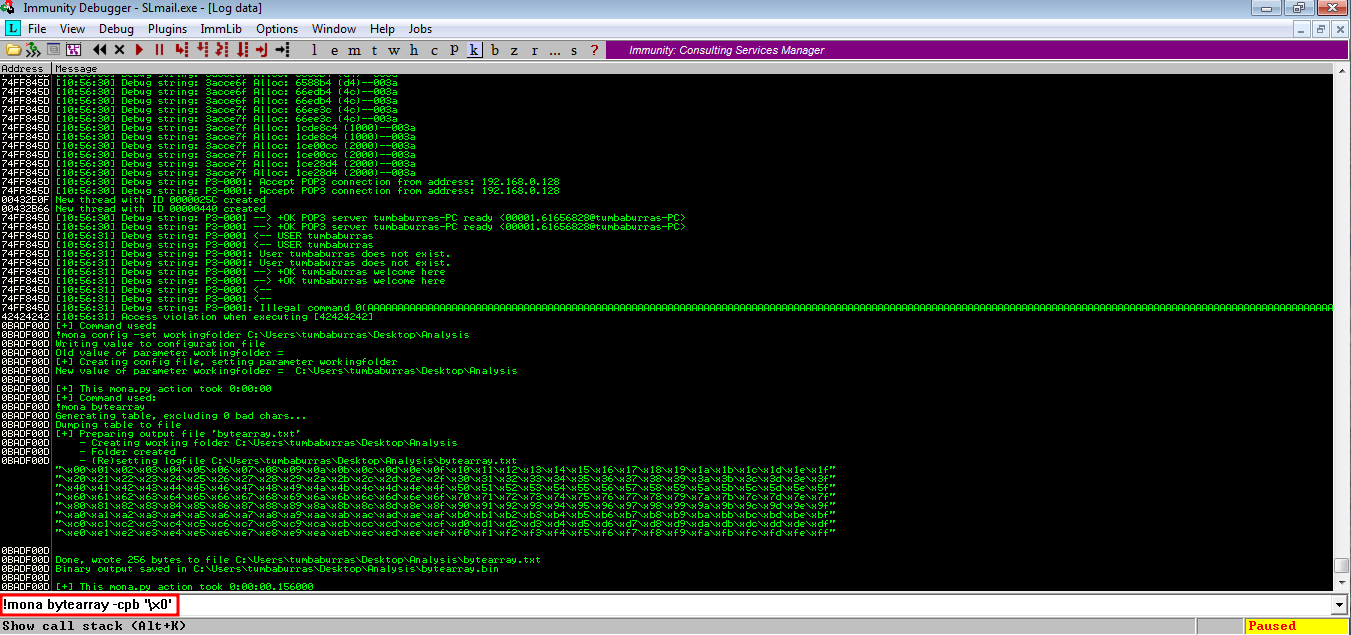 Immunity Debugger - SLmail.exe - [Log data]
L File View Debug Plugins ImmLib Options Window Help Jobs
l e m t w h c P k b z r ... s ? Immunity: Consulting Services Manager
Address Message
74FF845D [10:56:30] Debug string: 3acce6f Alloc: 6588b4 (d4)--003a
74FF845D [10:56:30] Debug string: 3acce6f Alloc: 66edb4 (4c)--003a
74FF845D [10:56:30] Debug string: 3acce6f Alloc: 66edb4 (4c)--003a
74FF845D [10:56:30] Debug string: 3acce7f Alloc: 66ee3c (4c)--003a
74FF845D [10:56:30] Debug string: 3acce7f Alloc: 66ee3c (4c)--003a
74FF845D [10:56:30] Debug string: 3acce7f Alloc: 1cde8c4 (1000)--003a
74FF845D [10:56:30] Debug string: 3acce7f Alloc: 1cde8c4 (1000)--003a
74FF845D [10:56:30] Debug string: 3acce7f Alloc: 1ce00cc (2000)--003a
74FF845D [10:56:30] Debug string: 3acce7f Alloc: 1ce00cc (2000)--003a
74FF845D [10:56:30] Debug string: 3acce7f Alloc: 1ce28d4 (2000)--003a
74FF845D [10:56:30] Debug string: 3acce7f Alloc: 1ce28d4 (2000)--003a
74FF845D [10:56:30] Debug string: P3-0001: Accept POP3 connection from address: 192.168.0.128
74FF845D [10:56:30] Debug string: P3-0001: Accept POP3 connection from address: 192.168.0.128
00432E0F New thread with ID 0000025C created
00432B66 New thread with ID 00000440 created
74FF845D [10:56:30] Debug string: P3-0001 --> +OK POP3 server tumbaburras-PC ready <00001.61656828@tumbaburras-PC>
74FF845D [10:56:30] Debug string: P3-0001 --> +OK POP3 server tumbaburras-PC ready <00001.61656828@tumbaburras-PC>
74FF845D [10:56:31] Debug string: P3-0001 <-- USER tumbaburras
74FF845D [10:56:31] Debug string: P3-0001 <-- USER tumbaburras
74FF845D [10:56:31] Debug string: P3-0001: User tumbaburras does not exist.
74FF845D [10:56:31] Debug string: P3-0001: User tumbaburras does not exist.
74FF845D [10:56:31] Debug string: P3-0001 --> +OK tumbaburras welcome here
74FF845D [10:56:31] Debug string: P3-0001 --> +OK tumbaburras welcome here
74FF845D [10:56:31] Debug string: P3-0001 <--
74FF845D [10:56:31] Debug string: P3-0001 <--
74FF845D [10:56:31] Debug string: P3-0001: Illegal command
42424242 [10:56:31] Access violation when executing [42424242]
0BADF00D [+] Command used:
0BADF00D !mona config -set workingfolder C:\Users\tumbaburras\Desktop\Analysis
0BADF00D Writing value to configuration file
0BADF00D Old value of parameter workingfolder =
0BADF00D [+] Creating config file, setting parameter workingfolder
0BADF00D New value of parameter workingfolder = C:\Users\tumbaburras\Desktop\Analysis
0BADF00D
0BADF00D [+] This mona.py action took 0:00:00
0BADF00D [+] Command used:
0BADF00D !mona bytearray
0BADF00D Generating table, excluding 0 bad chars...
0BADF00D Dumping table to file
0BADF00D [+] Preparing output file 'bytearray.txt'
0BADF00D - Creating working folder C:\Users\tumbaburras\Desktop\Analysis
0BADF00D - Folder created
0BADF00D - (Re)setting logfile C:\Users\tumbaburras\Desktop\Analysis\bytearray.txt
"\x00\x01\x02\x03\x04\x05\x06\x07\x08\x09\x0a\x0b\x0c\x0d\x0e\x0f\x10\x11\x12\x13\x14\x15\x16\x17\x18\x19\x1a\x1b\x1c\x1d\x1e\x1f"
"\x20\x21\x22\x23\x24\x25\x26\x27\x28\x29\x2a\x2b\x2c\x2d\x2e\x2f\x30\x31\x32\x33\x34\x35\x36\x37\x38\x39\x3a\x3b\x3c\x3d\x3e\x3f"
"\x40\x41\x42\x43\x44\x45\x46\x47\x48\x49\x4a\x4b\x4c\x4d\x4e\x4f\x50\x51\x52\x53\x54\x55\x56\x57\x58\x59\x5a\x5b\x5c\x5d\x5e\x5f"
"\x60\x61\x62\x63\x64\x65\x66\x67\x68\x69\x6a\x6b\x6c\x6d\x6e\x6f\x70\x71\x72\x73\x74\x75\x76\x77\x78\x79\x7a\x7b\x7c\x7d\x7e\x7f"
"\x80\x81\x82\x83\x84\x85\x86\x87\x88\x89\x8a\x8b\x8c\x8d\x8e\x8f\x90\x91\x92\x93\x94\x95\x96\x97\x98\x99\x9a\x9b\x9c\x9d\x9e\x9f"
"\xa0\xa1\xa2\xa3\xa4\xa5\xa6\xa7\xa8\xa9\xaa\xab\xac\xad\xae\xaf\xb0\xb1\xb2\xb3\xb4\xb5\xb6\xb7\xb8\xb9\xba\xbb\xbc\xbd\xbe\xbf"
"\xc0\xc1\xc2\xc3\xc4\xc5\xc6\xc7\xc8\xc9\xca\xcb\xcc\xcd\xce\xcf\xd0\xd1\xd2\xd3\xd4\xd5\xd6\xd7\xd8\xd9\xda\xdb\xdc\xdd\xde\xdf"
"\xe0\xe1\xe2\xe3\xe4\xe5\xe6\xe7\xe8\xe9\xea\xeb\xec\xed\xee\xef\xf0\xf1\xf2\xf3\xf4\xf5\xf6\xf7\xf8\xf9\xfa\xfb\xfc\xfd\xfe\xff"
0BADF00D
0BADF00D Done, wrote 256 bytes to file C:\Users\tumbaburras\Desktop\Analysis\bytearray.txt
0BADF00D Binary output saved in C:\Users\tumbaburras\Desktop\Analysis\bytearray.bin
0BADF00D
0BADF00D [+] This mona.py action took 0:00:00.156000
!mona bytearray -cpb "\x0'
Show call stack (Alt+K) Paused